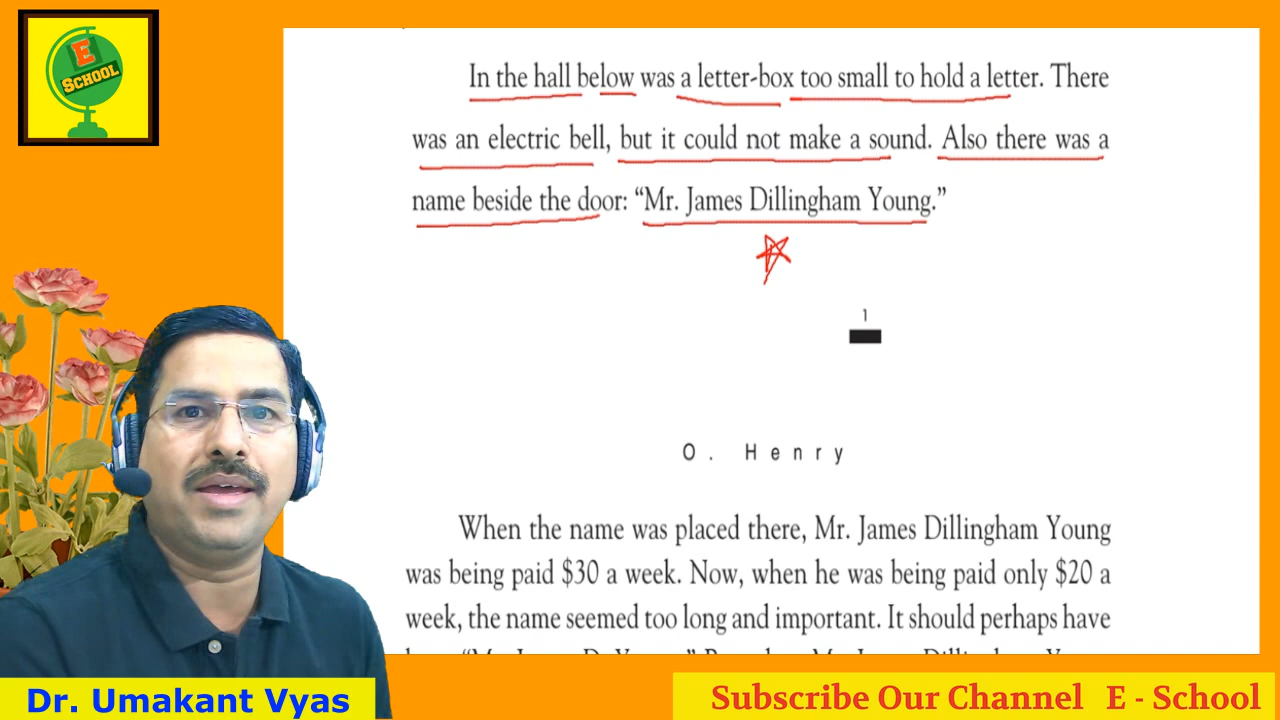 E
SCHOOL
In the hall below was a letter-box too small to hold a letter. There
was an electric bell, but it could not make a sound. Also there was a
name beside the door: “Mr. James Dillingham Young.”
1
O. Henry
When the name was placed there, Mr. James Dillingham Young
was being paid $30 a week. Now, when he was being paid only $20 a
week, the name seemed too long and important. It should perhaps have
Dr. Umakant Vyas
Subscribe Our Channel E - School